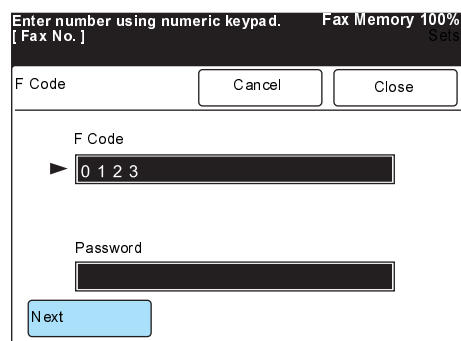 Enter number using numeric keypad. Fax Memory 100%
[ Fax No. ] Sets
F Code Cancel Close
F Code
0 1 2 3
Password
Next